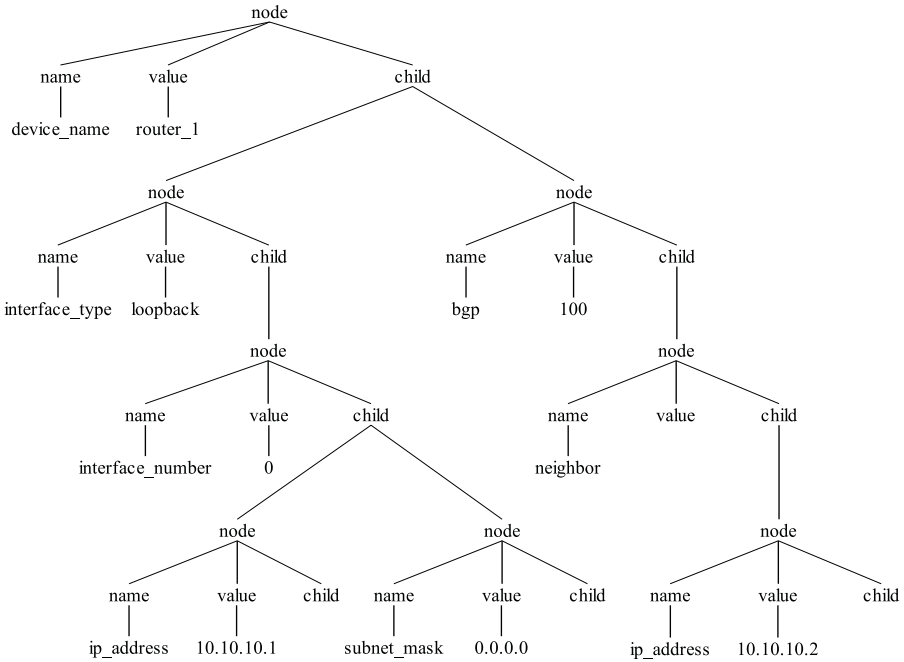 node
name value child
device_name router_1
node node
name value child name value child
interface_type loopback bgp 100
node node
name value child name value child
interface_number 0 neighbor
node node node
name value child name value child name value child
ip_address 10.10.10.1 subnet_mask 0.0.0.0 ip_address 10.10.10.2